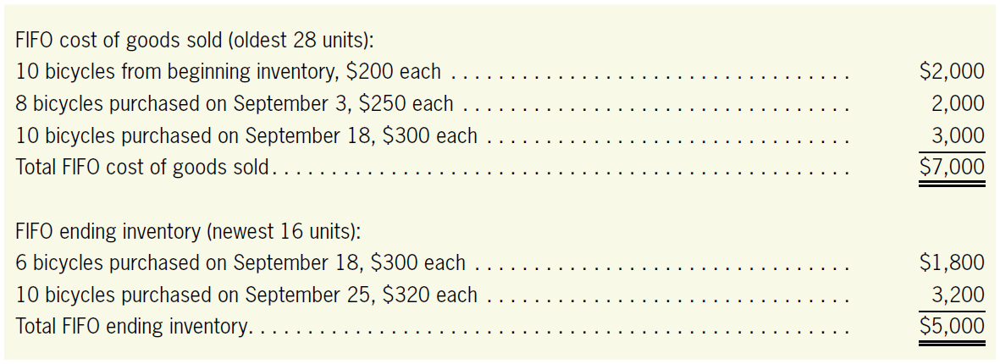 FIFO cost of goods sold (oldest 28 units):
10 bicycles from beginning inventory, $200 each . . . . . . . . . . . . . . . . . . . . . . . . . . . . . . . . . . $2,000
8 bicycles purchased on September 3, $250 each . . . . . . . . . . . . . . . . . . . . . . . . . . . . . . . . . 2,000
10 bicycles purchased on September 18, $300 each . . . . . . . . . . . . . . . . . . . . . . . . . . . . . . . 3,000
Total FIFO cost of goods sold. . . . . . . . . . . . . . . . . . . . . . . . . . . . . . . . . . . . . . . . . . . . . . . . . $7,000
FIFO ending inventory (newest 16 units):
6 bicycles purchased on September 18, $300 each . . . . . . . . . . . . . . . . . . . . . . . . . . . . . . . . $1,800
10 bicycles purchased on September 25, $320 each . . . . . . . . . . . . . . . . . . . . . . . . . . . . . . . 3,200
Total FIFO ending inventory. . . . . . . . . . . . . . . . . . . . . . . . . . . . . . . . . . . . . . . . . . . . . . . . . . . $5,000